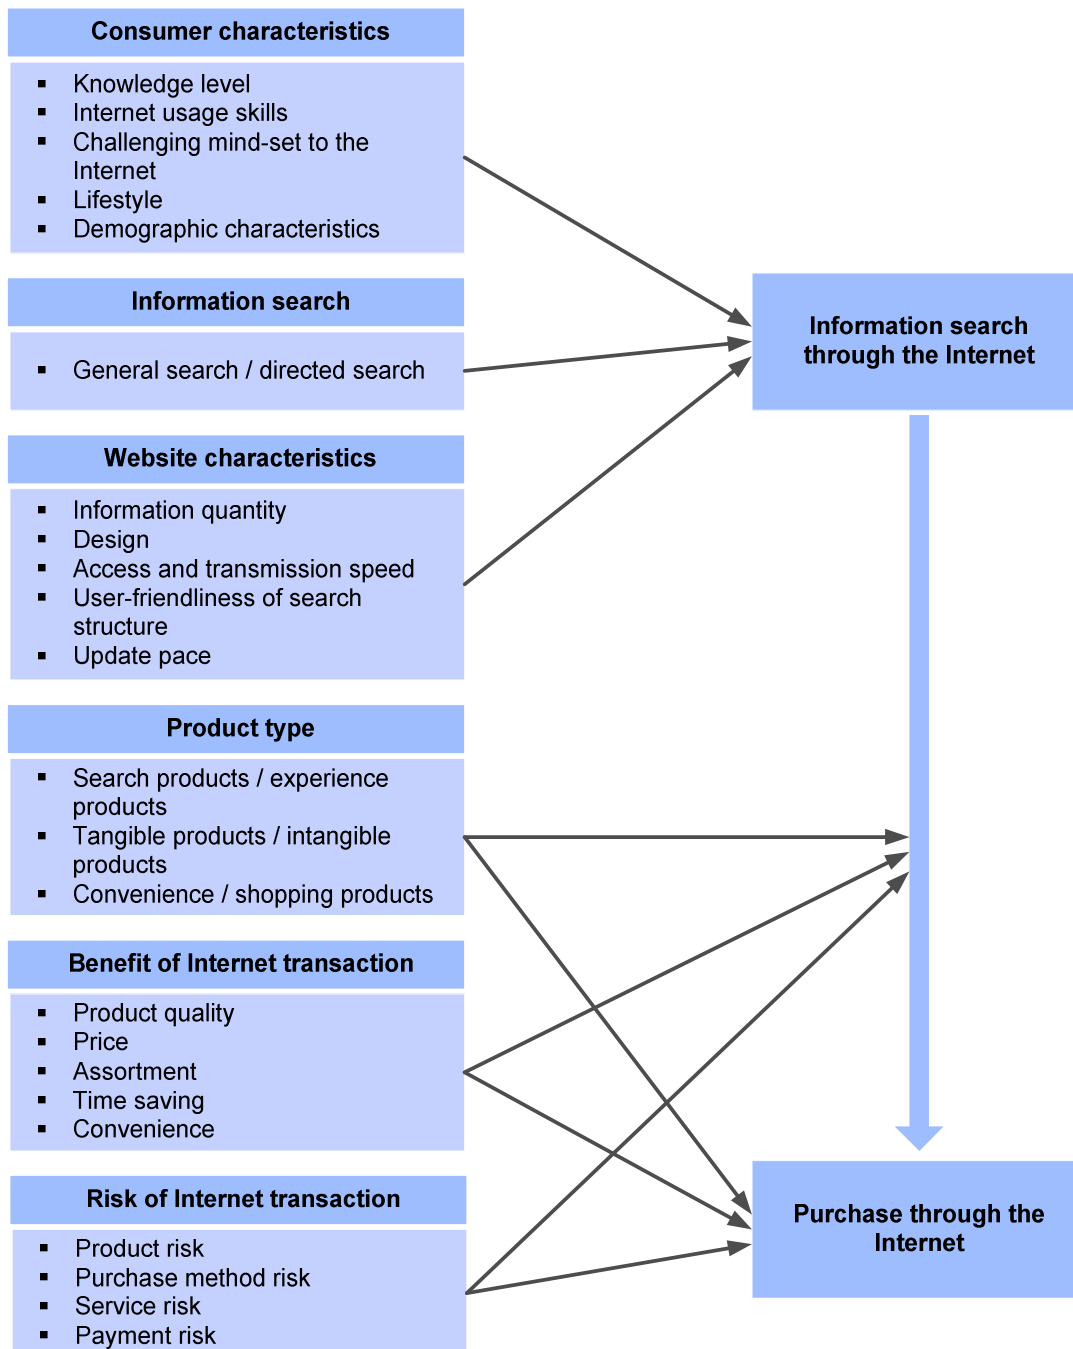 Consumer characteristics
▪ Knowledge level
▪ Internet usage skills
▪ Challenging mind-set to the
Internet
▪ Lifestyle
▪ Demographic characteristics
Information search
▪ General search / directed search
Website characteristics
▪ Information quantity
▪ Design
▪ Access and transmission speed
▪ User-friendliness of search
structure
▪ Update pace
Product type
▪ Search products / experience
products
▪ Tangible products / intangible
products
▪ Convenience / shopping products
Benefit of Internet transaction
▪ Product quality
▪ Price
▪ Assortment
▪ Time saving
▪ Convenience
Risk of Internet transaction
▪ Product risk
▪ Purchase method risk
▪ Service risk
▪ Payment risk
Information search
through the Internet
Purchase through the
Internet